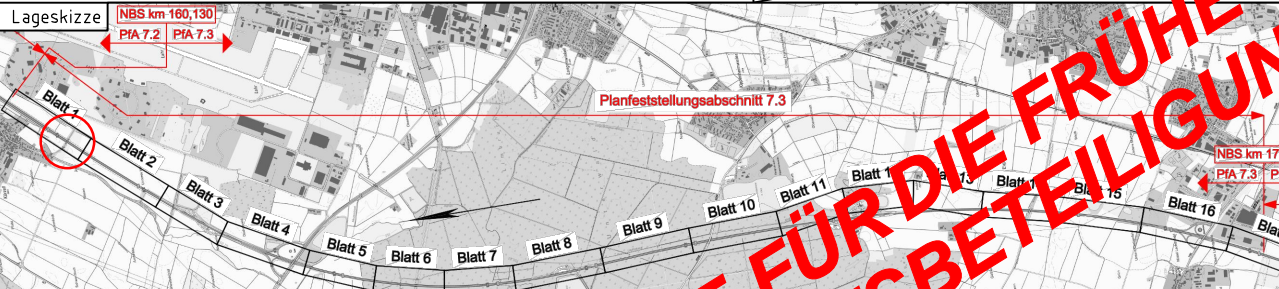 Lageskizze
NBS km 160,130
PfA 7.2 PfA 7.3
Planfeststellungsabschnitt 7.3
NBS km 17
PfA 7.3
Blatt 1
Blatt 2
Blatt 3
Blatt 4
Blatt 5
Blatt 6
Blatt 7
Blatt 8
Blatt 9
Blatt 10
Blatt 11
Blatt
Blatt
15
Blatt 16
FÜR DIE FRÜHE
BETEILIGUN